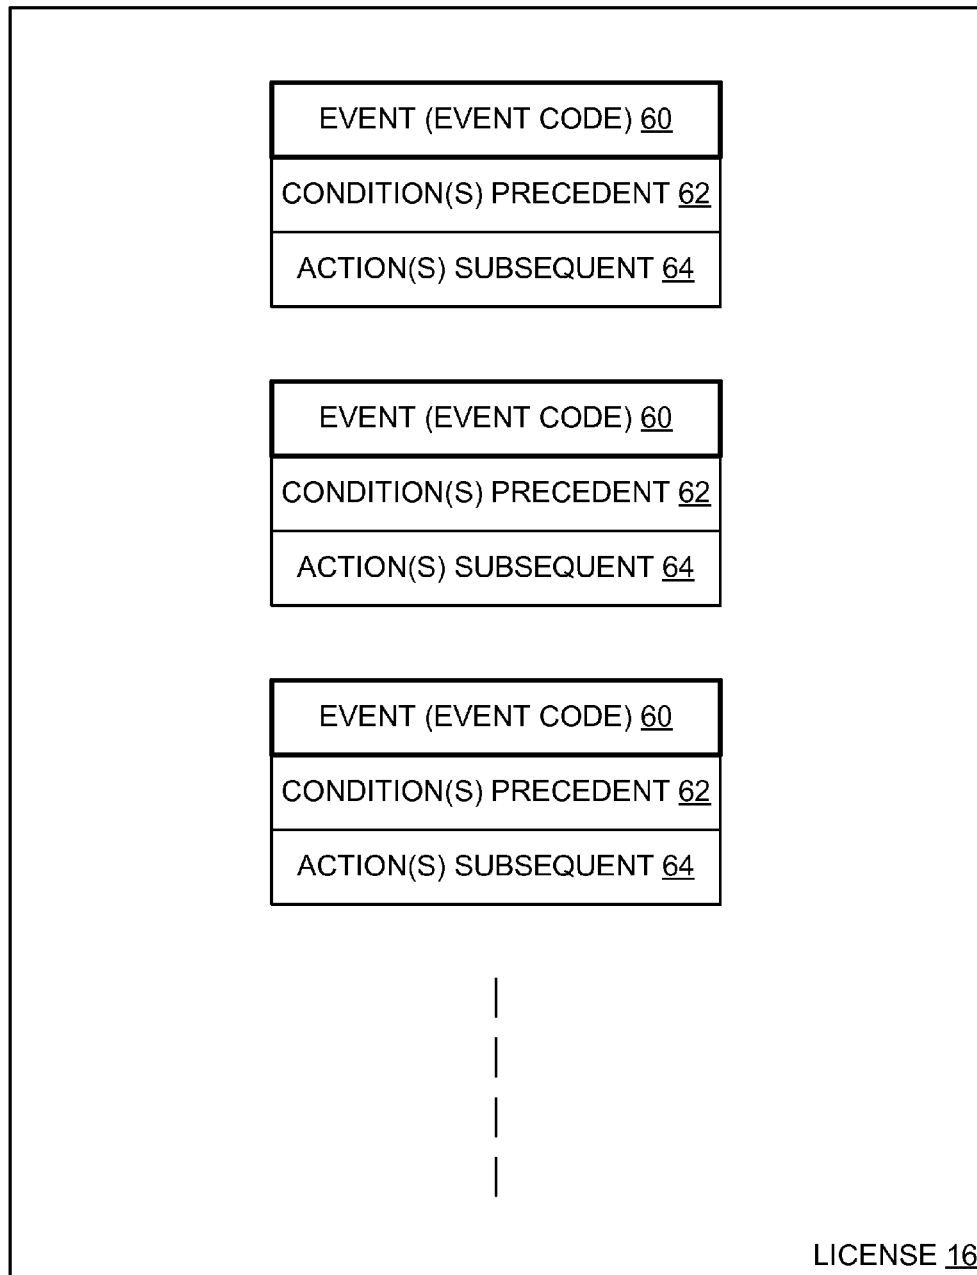 EVENT (EVENT CODE) 60
CONDITION(S) PRECEDENT 62
ACTION(S) SUBSEQUENT 64
EVENT (EVENT CODE) 60
CONDITION(S) PRECEDENT 62
ACTION(S) SUBSEQUENT 64
EVENT (EVENT CODE) 60
CONDITION(S) PRECEDENT 62
ACTION(S) SUBSEQUENT 64
LICENSE 16